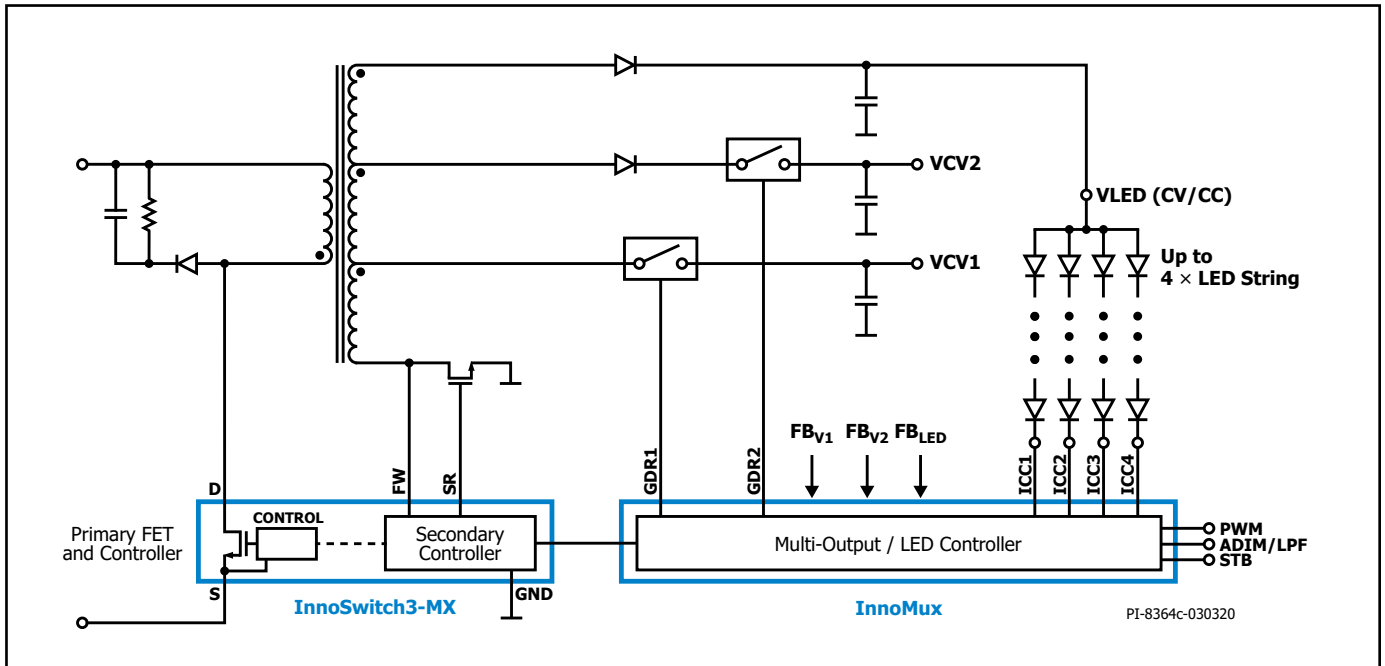 VCV2
VLED (CV/CC)
Up to
4 × LED String
VCV1
FBV1
FBV2
FBLED
D
FW
SR
GDR1
GDR2
ICC1
ICC2
ICC3
ICC4
Primary FET
and Controller
CONTROL
Secondary
Controller
Multi-Output / LED Controller
PWM
ADIM/LPF
STB
S
GND
InnoSwitch3-MX
InnoMux
PI-8364c-030320